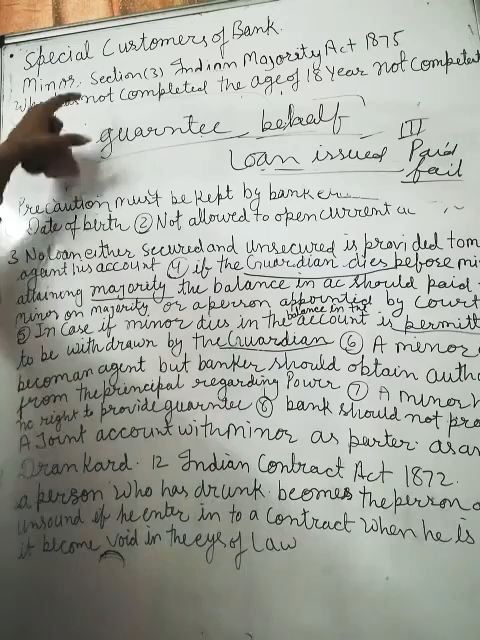 • Special Customers of Bank.
Minor. Section(3) Indian Majority Act 1875
not completed the age of 18 Year not Competent
guarntee behalf
III
Loan issued Paid
fail
Precaution must be kept by banker
Date of birth ② Not allowed to open current
3 No loan either secured and unsecured is provided to
agent his account ④ if the Guardian dies before
attaining majority the balance in ac should paid
minor on majority or a person appointed by Court
balance in the
⑤ In Case if minor dies in the account is permitt
to be withdrawn by the Guardian ⑥ A menor
becoman agent but banker should obtain auth
from the principal regarding Power ⑦ A minor
no right to provide guarntee ⑧ bank should not pro
A Joint account with minor as parter. as an
Drankard. 12 Indian Contract Act 1872.
a person who has drunk. becomes the person
unsound if he enter in to a contract when he is
it become void in the eyes of Law